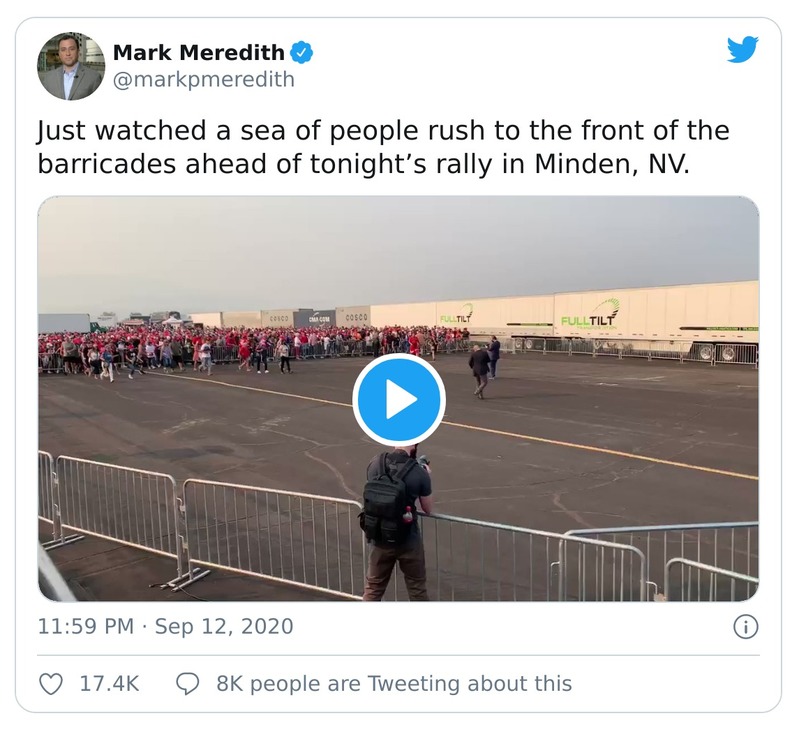 Mark Meredith
@markpmeredith
Just watched a sea of people rush to the front of the
barricades ahead of tonight’s rally in Minden, NV.
COSCO
COSCO
FULLTILT
FULLTILT
11:59 PM · Sep 12, 2020
17.4K
8K people are Tweeting about this